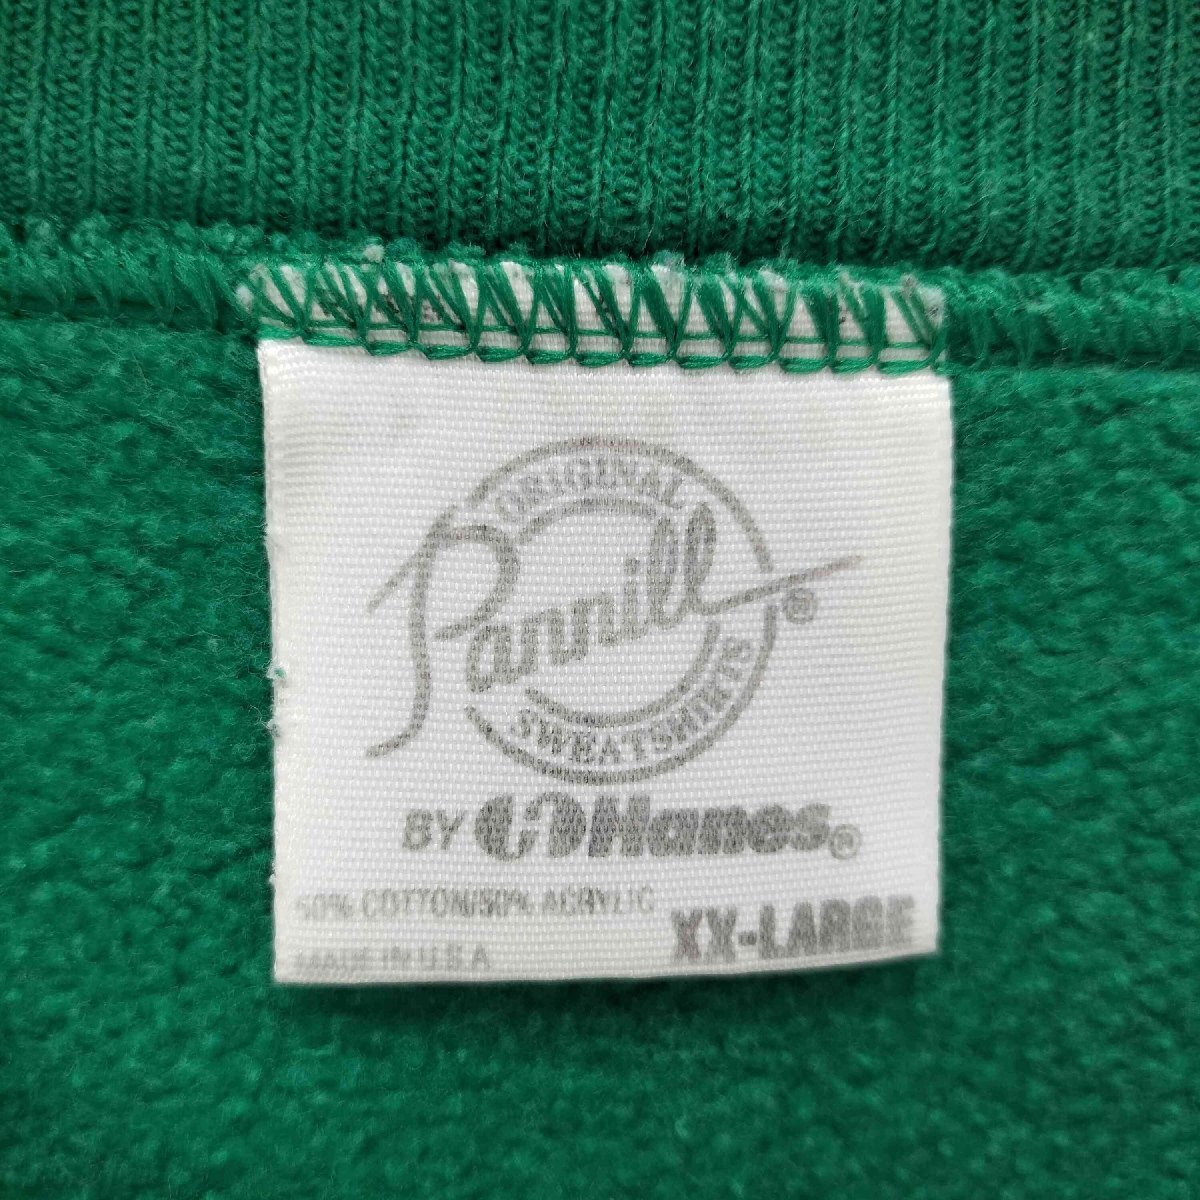 ORIGINAL
Pannill ®
SWEATSHIRTS
BY Hanes®
50% COTTON/50% ACRYLIC
XX-LARGE
MADE IN U.S.A